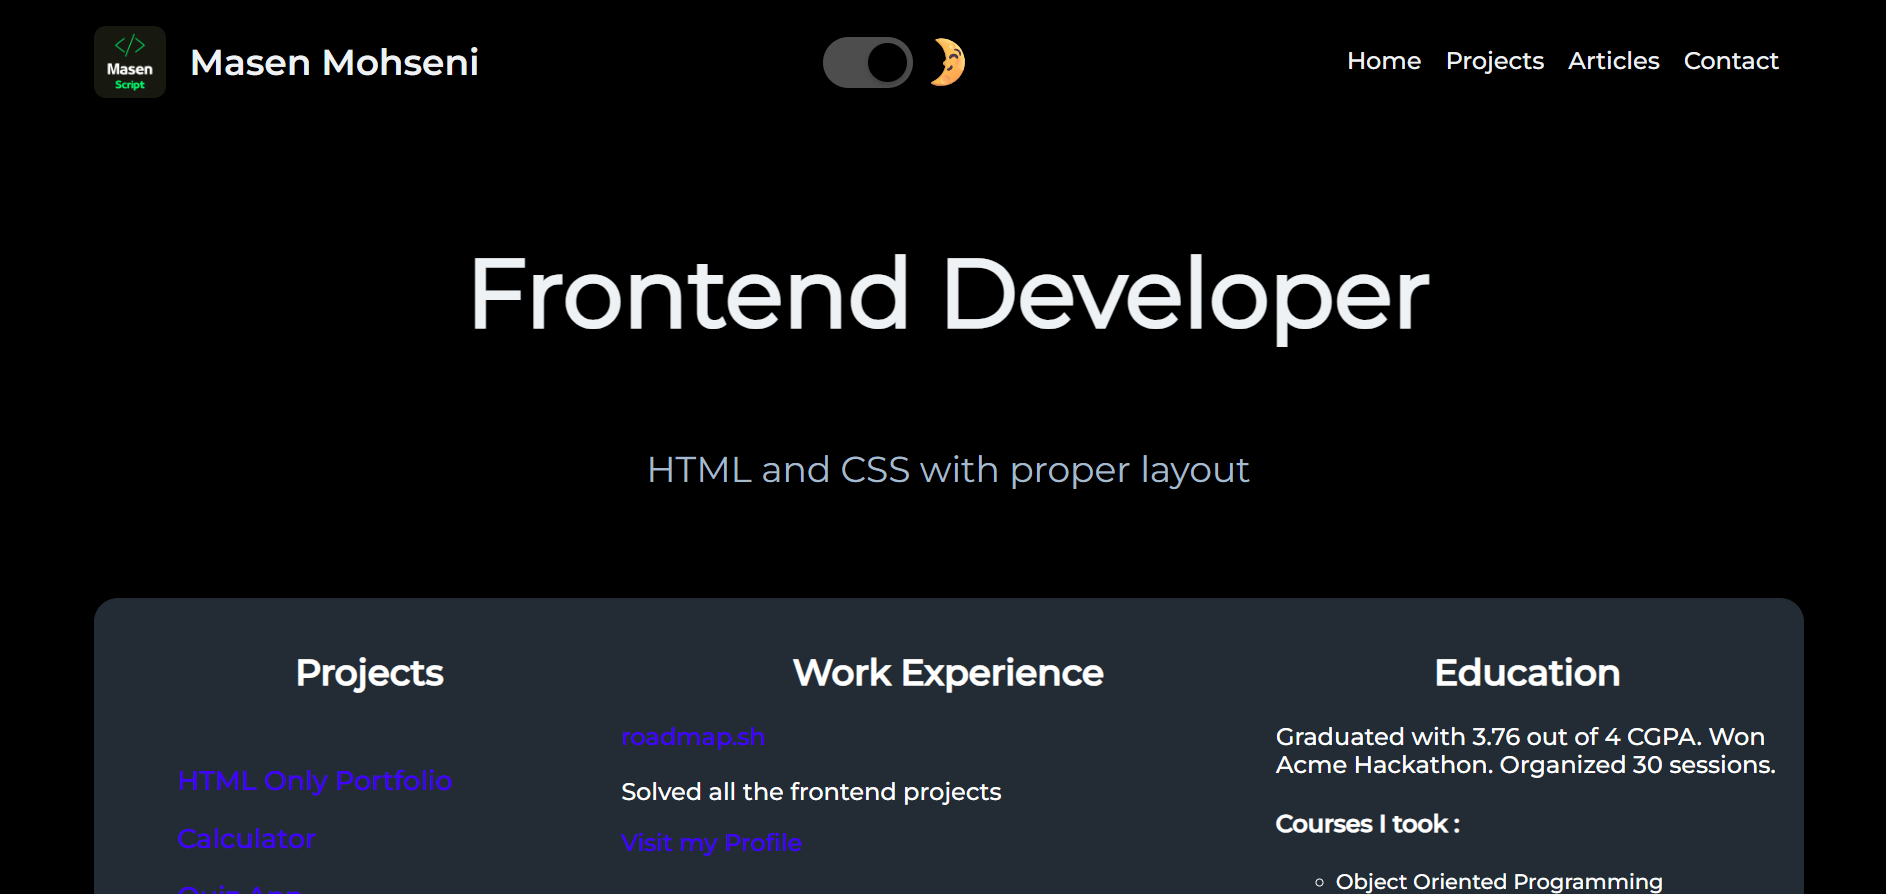 </>
Masen
Script
Masen Mohseni
Home Projects Articles Contact
Frontend Developer
HTML and CSS with proper layout
Projects
HTML Only Portfolio
Calculator
Quiz App
Work Experience
roadmap.sh
Solved all the frontend projects
Visit my Profile
Education
Graduated with 3.76 out of 4 CGPA. Won
Acme Hackathon. Organized 30 sessions.
Courses I took :
Object Oriented Programming